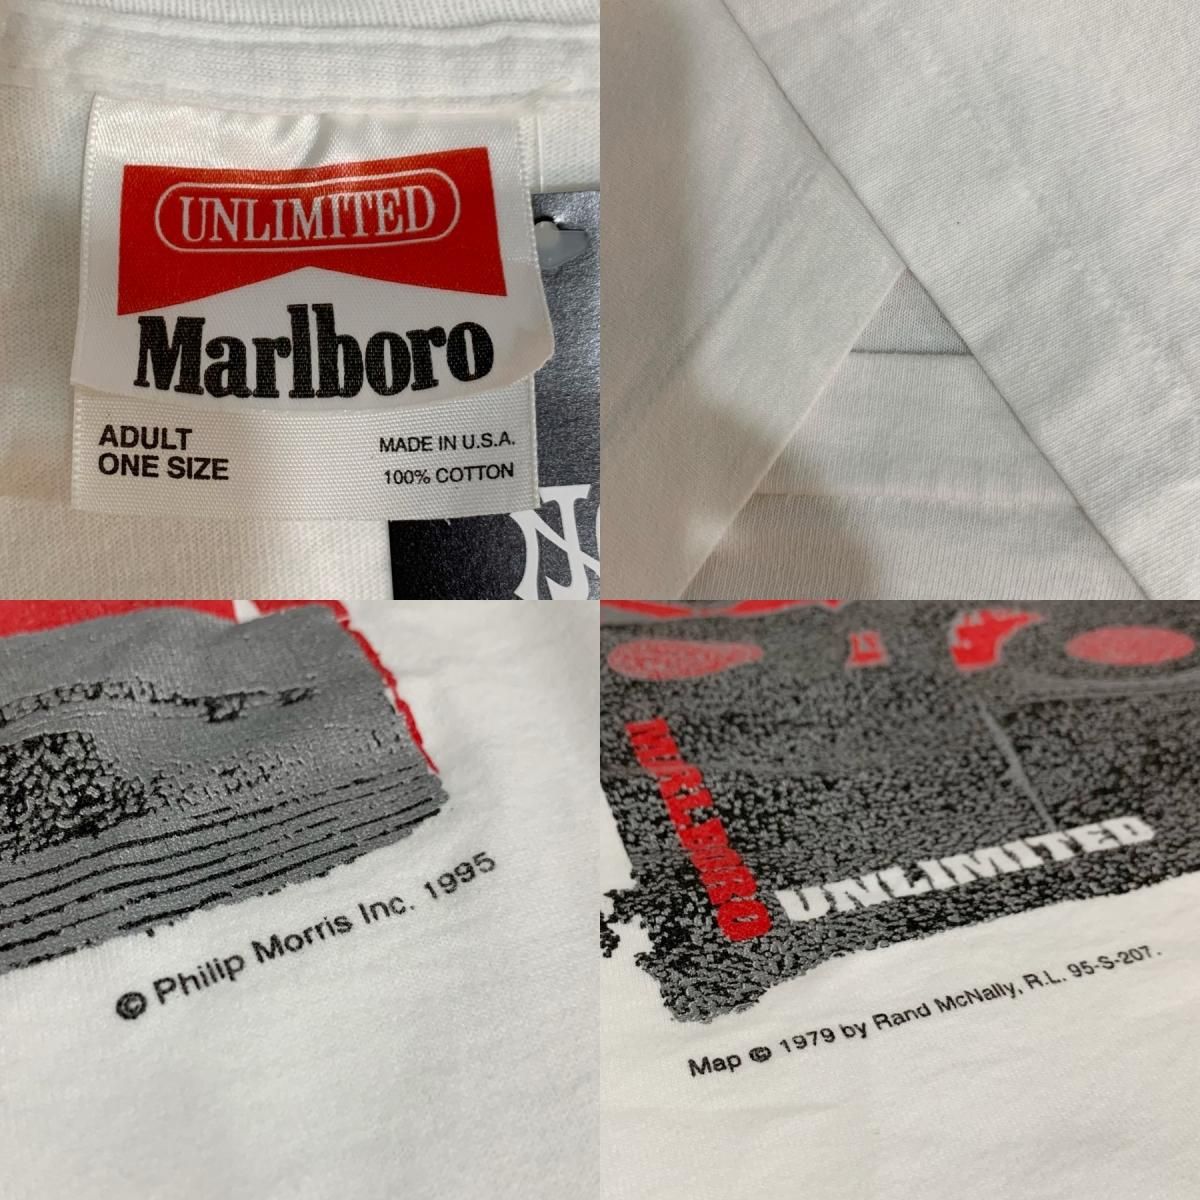 UNLIMITED
Marlboro
ADULT
ONE SIZE
MADE IN U.S.A.
100% COTTON
© Philip Morris Inc. 1995
MARLBORO
UNLIMITED
Map © 1979 by Rand McNally, R.L. 95-S-207.